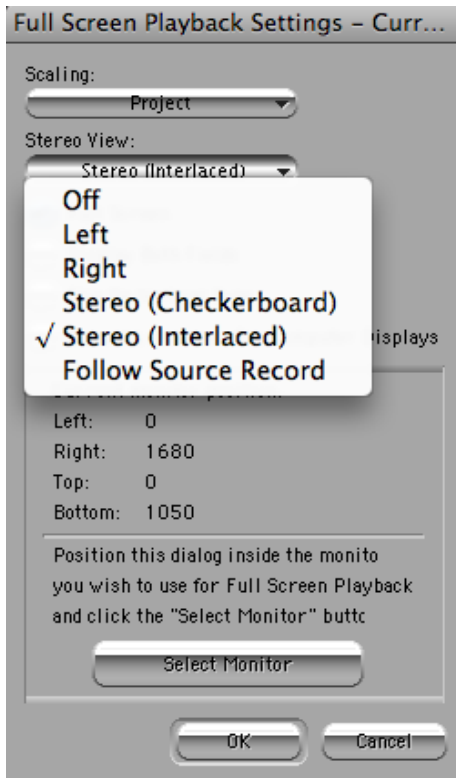 Full Screen Playback Settings – Curr...
Scaling:
Project
Stereo View:
Stereo (Interlaced)
Off
Left
Right
Stereo (Checkerboard)
√ Stereo (Interlaced)
Follow Source Record
isplays
Left: 0
Right: 1680
Top: 0
Bottom: 1050
Position this dialog inside the monito
you wish to use for Full Screen Playback
and click the "Select Monitor" buttc
Select Monitor
OK
Cancel